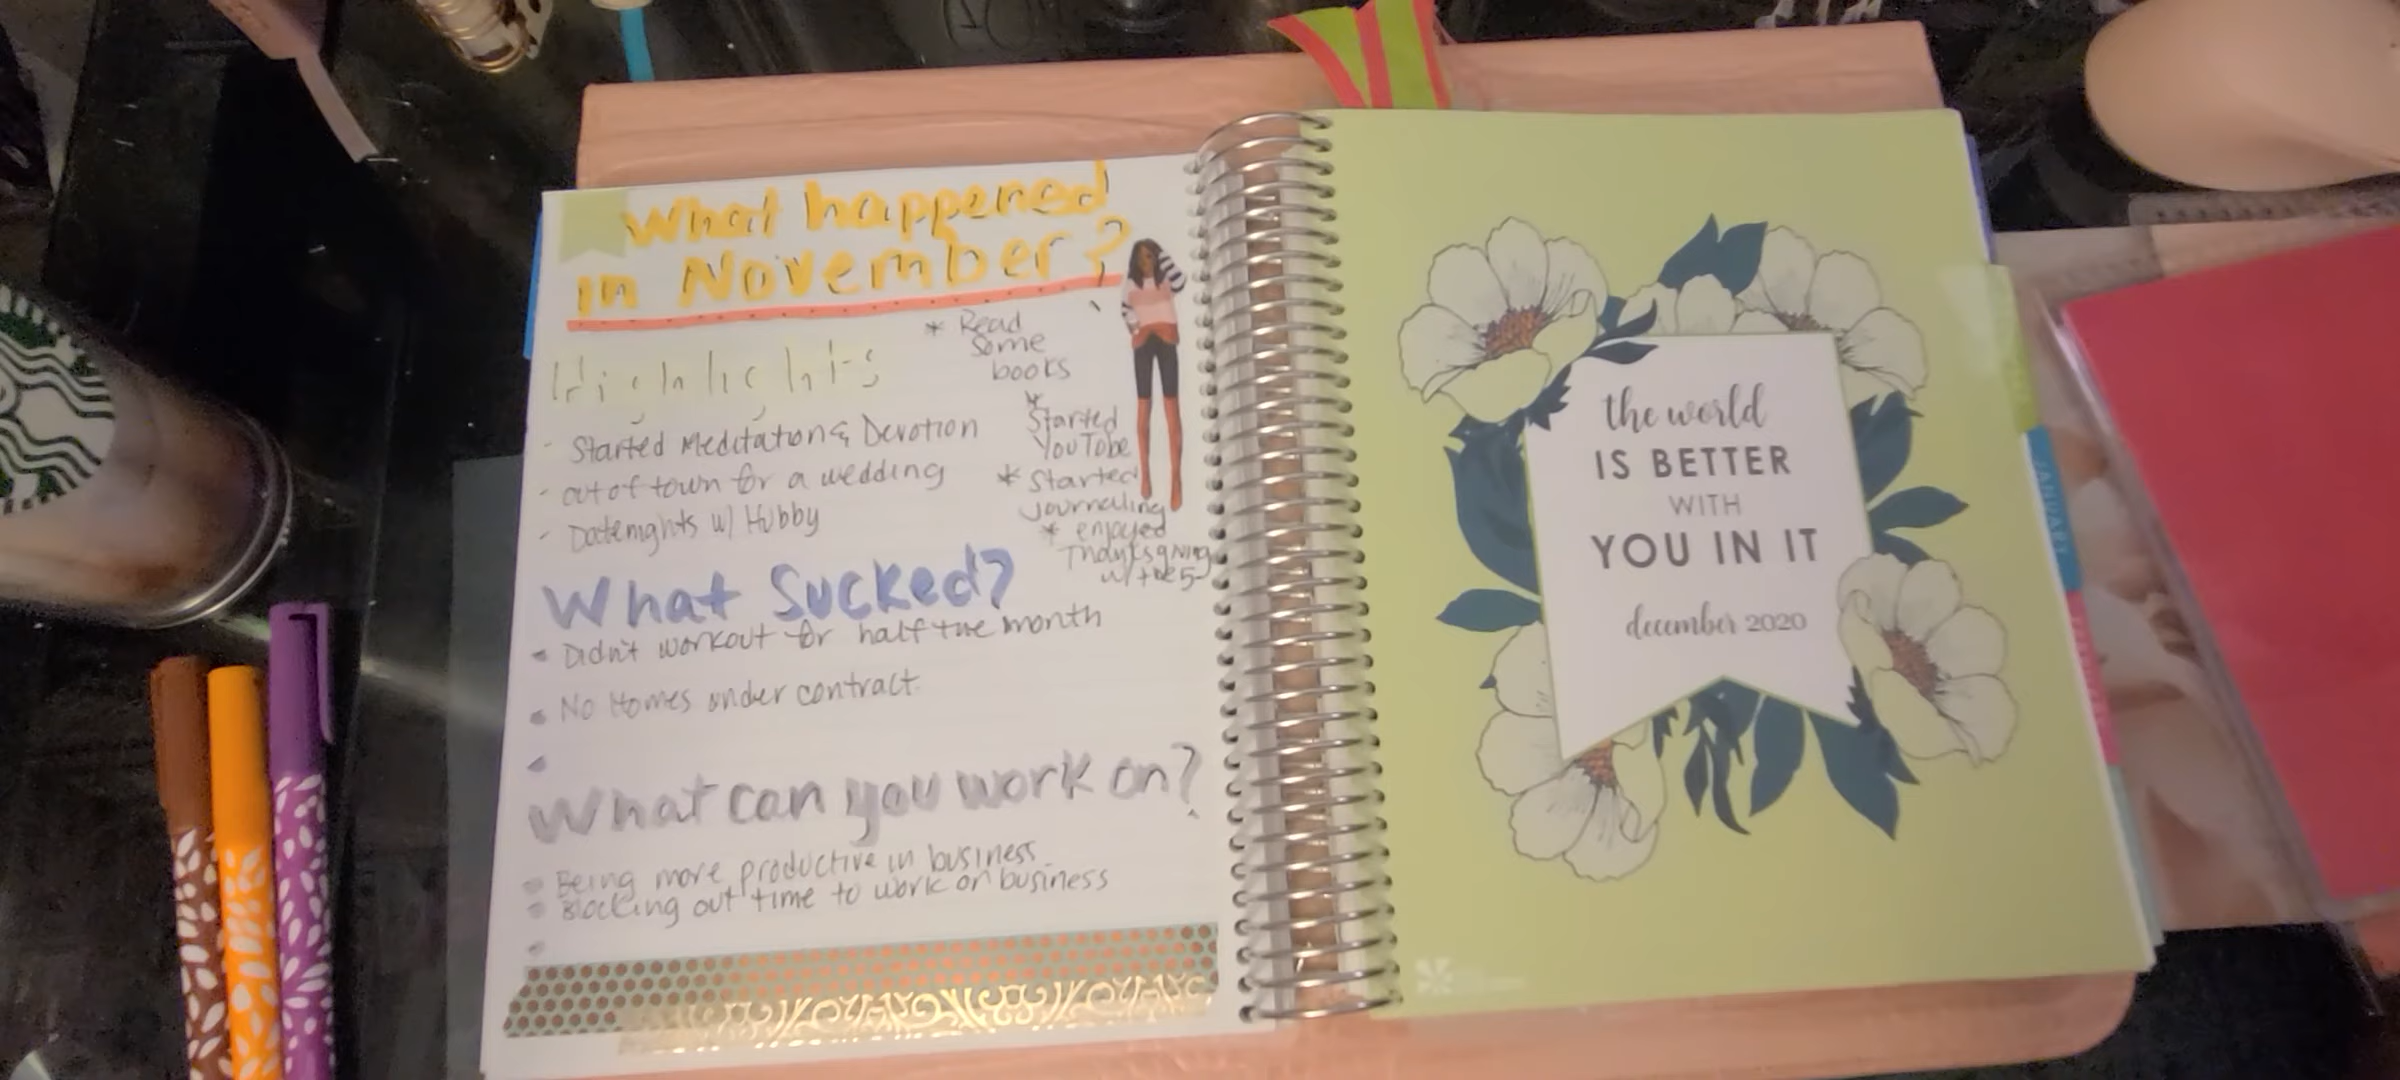 What happened
in November?
Highlights
- Started Meditation & Devotion
- out of town for a wedding
- Datenights w/ Hubby
* Read
Some
books
*
Started
YouTobe
* Started
Journaling
* enjoyed
Thanksgiving
w/ the 5
What Sucked?
Didn't workout for half the month
No Homes under contract
What can you work on?
Being more productive in business
Blocking out time to work on business
the world
IS BETTER
WITH
YOU IN IT
december 2020
JANUARY